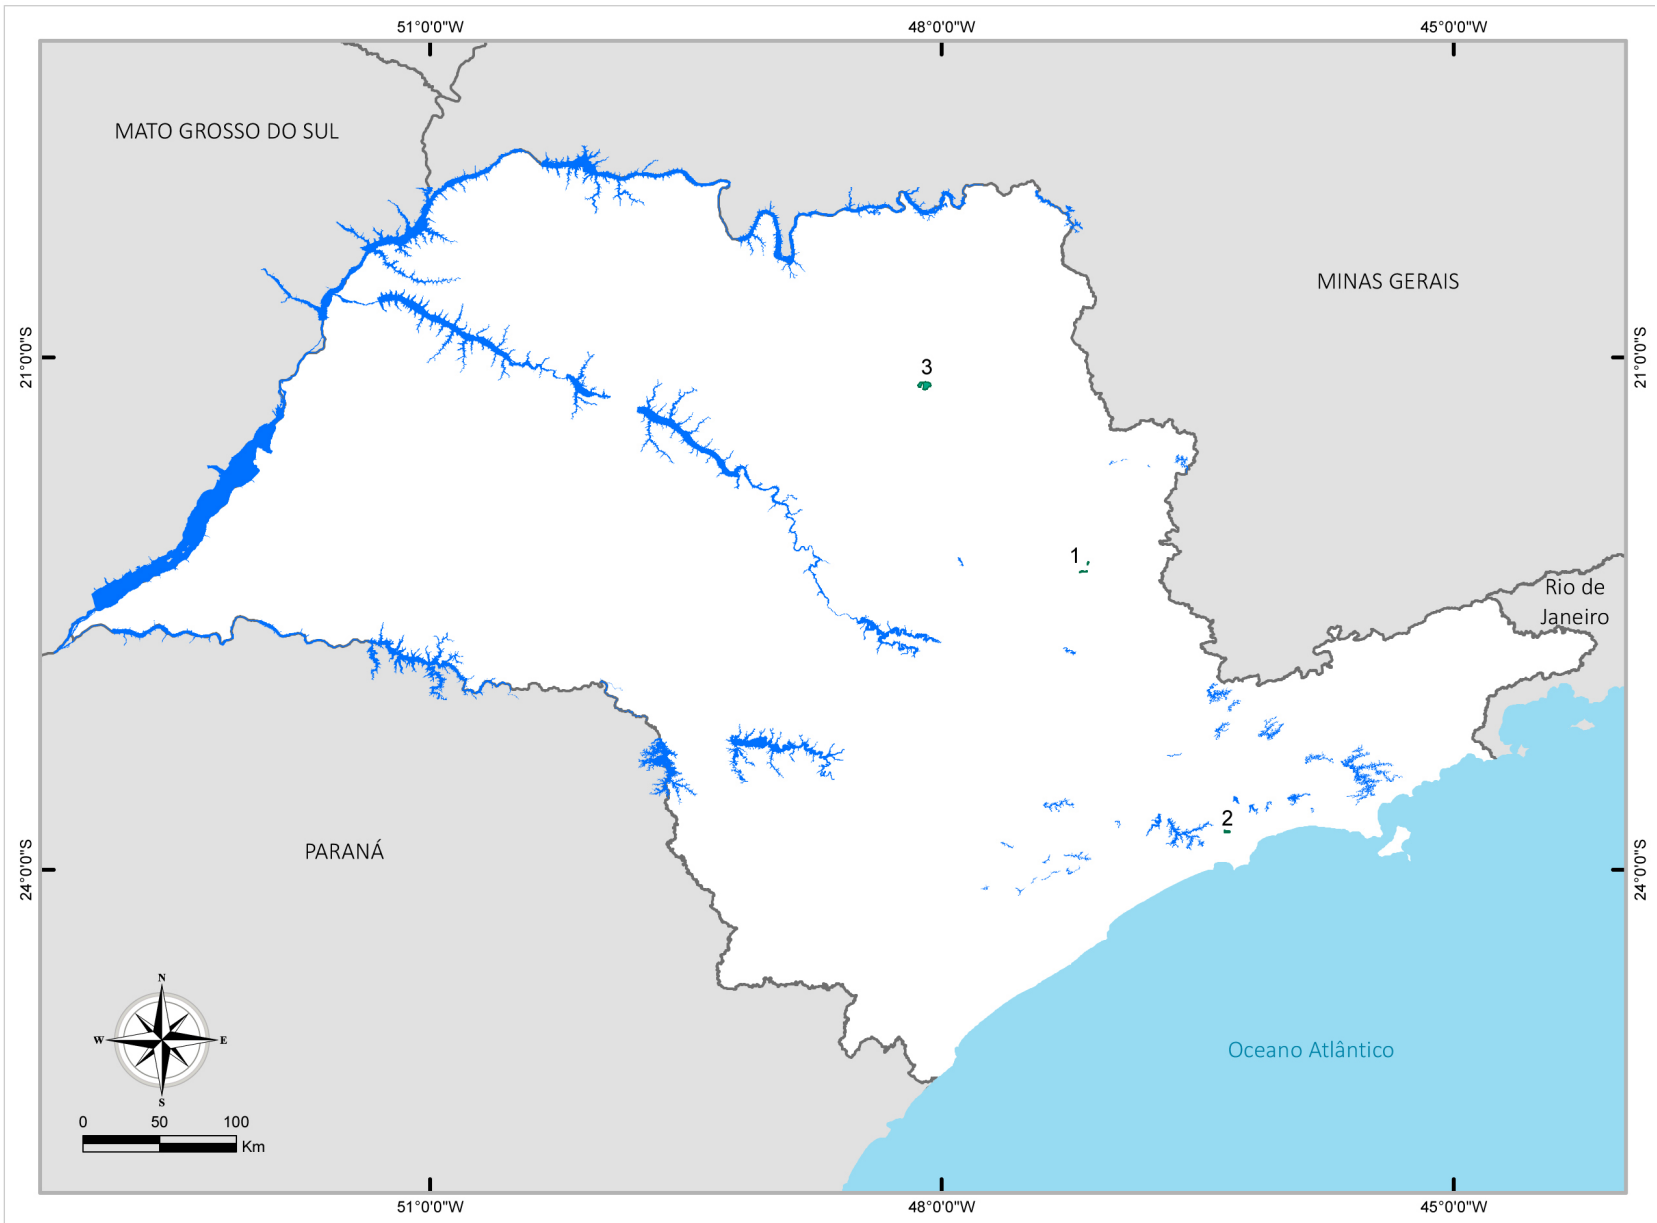 51°0'0"W
48°0'0"W
45°0'0"W
MATO GROSSO DO SUL
MINAS GERAIS
21°0'0"S
21°0'0"S
3
1
Rio de
Janeiro
2
PARANÁ
24°0'0"S
24°0'0"S
N
W
E
S
Oceano Atlântico
0 50 100
Km
51°0'0"W
48°0'0"W
45°0'0"W